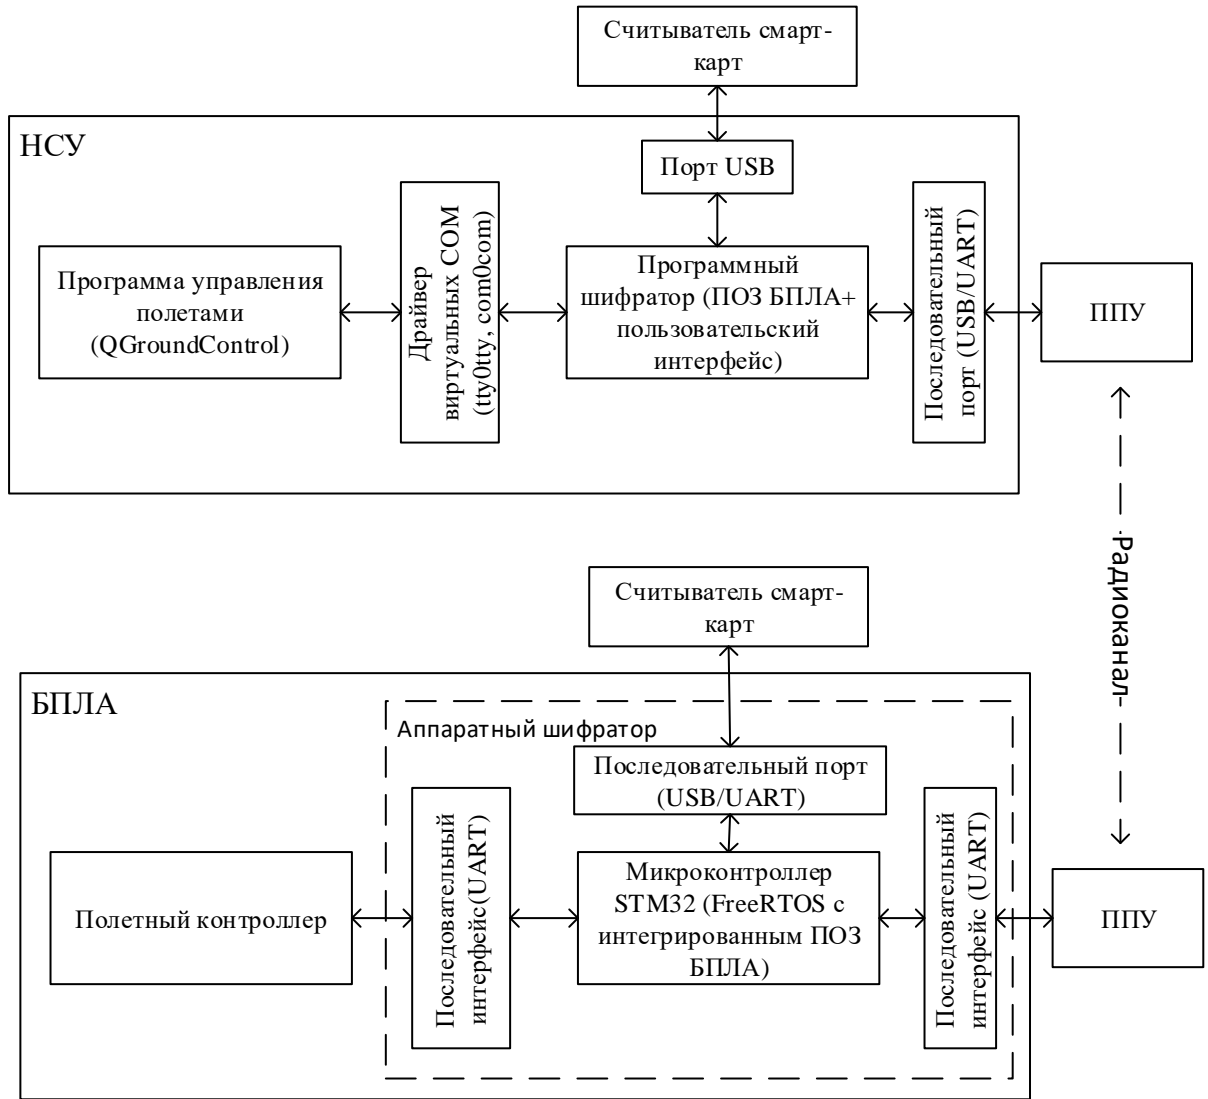 Считыватель смарт-
карт
НСУ
Порт USB
Программа управления
полетами
(QGroundControl)
Драйвер
виртуальных COM
(tty0tty, com0com)
Программный
шифратор (ПОЗ БПЛА+
пользовательский
интерфейс)
Последовательный
порт (USB/UART)
ППУ
Радиоканал
Считыватель смарт-
карт
БПЛА
Аппаратный шифратор
Последовательный порт
(USB/UART)
Полетный контроллер
Последовательный
интерфейс(UART)
Микроконтроллер
STM32 (FreeRTOS с
интегрированным ПОЗ
БПЛА)
Последовательный
интерфейс (UART)
ППУ